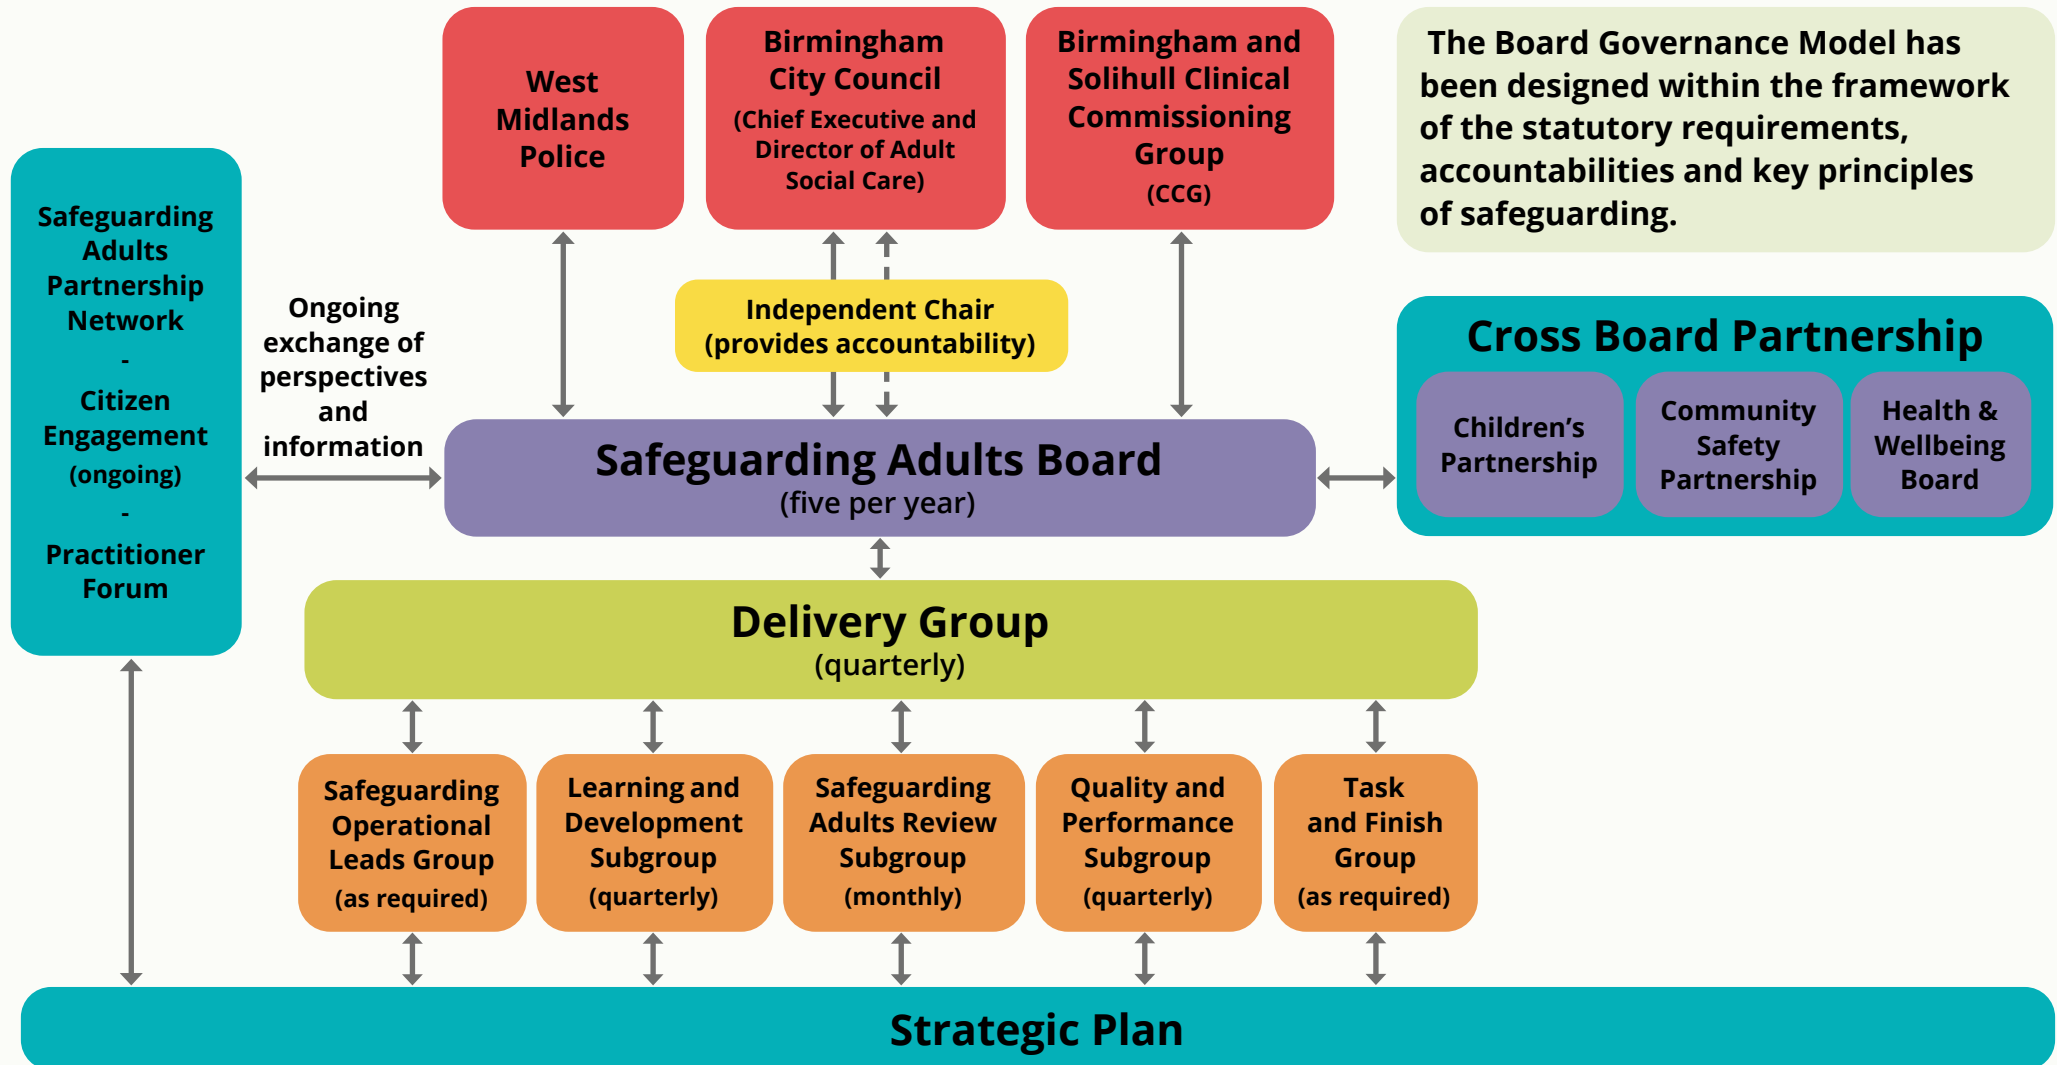 West
Midlands
Police
Birmingham
City Council
(Chief Executive and
Director of Adult
Social Care)
Birmingham and
Solihull Clinical
Commissioning
Group
(CCG)
The Board Governance Model has
been designed within the framework
of the statutory requirements,
accountabilities and key principles
of safeguarding.
Safeguarding
Adults
Partnership
Network
-
Citizen
Engagement
(ongoing)
-
Practitioner
Forum
Ongoing
exchange of
perspectives
and
information
Independent Chair
(provides accountability)
Safeguarding Adults Board
(five per year)
Cross Board Partnership
Children’s
Partnership
Community
Safety
Partnership
Health &
Wellbeing
Board
Delivery Group
(quarterly)
Safeguarding
Operational
Leads Group
(as required)
Learning and
Development
Subgroup
(quarterly)
Safeguarding
Adults Review
Subgroup
(monthly)
Quality and
Performance
Subgroup
(quarterly)
Task
and Finish
Group
(as required)
Strategic Plan